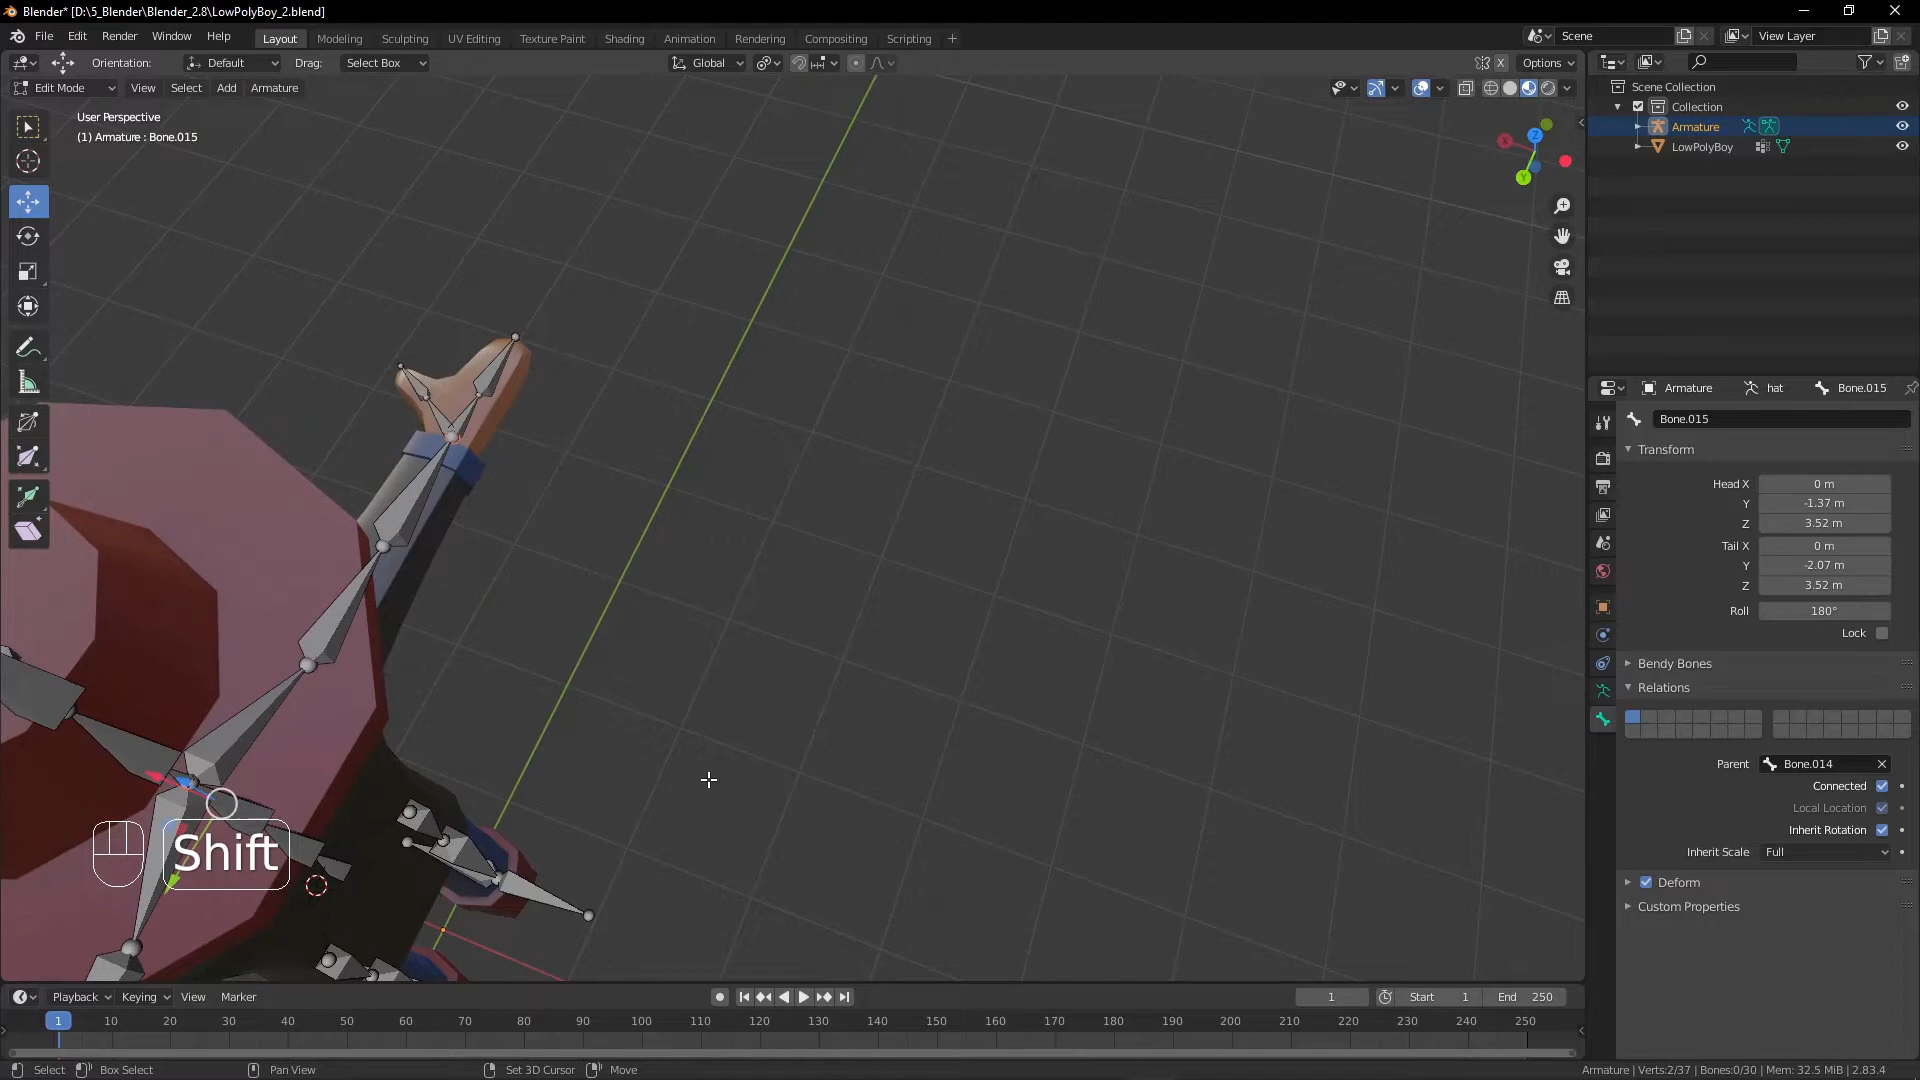 Blender* [D:\5_Blender\Blender_2.8\LowPolyBoy_2.blend]
File Edit Render Window Help
Layout Modeling Sculpting UV Editing Texture Paint Shading Animation Rendering Compositing Scripting
Scene
View Layer
Orientation: Default Drag: Select Box Global X Options
Edit Mode View Select Add Armature
User Perspective
(1) Armature : Bone.015
Z
Y
Shift
Scene Collection
Collection
Armature
LowPolyBoy
Armature hat Bone.015
Bone.015
Transform
Head X 0 m
Y -1.37 m
Z 3.52 m
Tail X 0 m
Y -2.07 m
Z 3.52 m
Roll 180°
Lock
Bendy Bones
Relations
Parent Bone.014
Connected
Local Location
Inherit Rotation
Inherit Scale Full
Deform
Custom Properties
Playback Keying View Marker 1 Start 1 End 250
1 10 20 30 40 50 60 70 80 90 100 110 120 130 140 150 160 170 180 190 200 210 220 230 240 250
Select Box Select Pan View Set 3D Cursor Move Armature | Verts:2/37 | Bones:0/30 | Mem: 32.5 MiB | 2.83.4